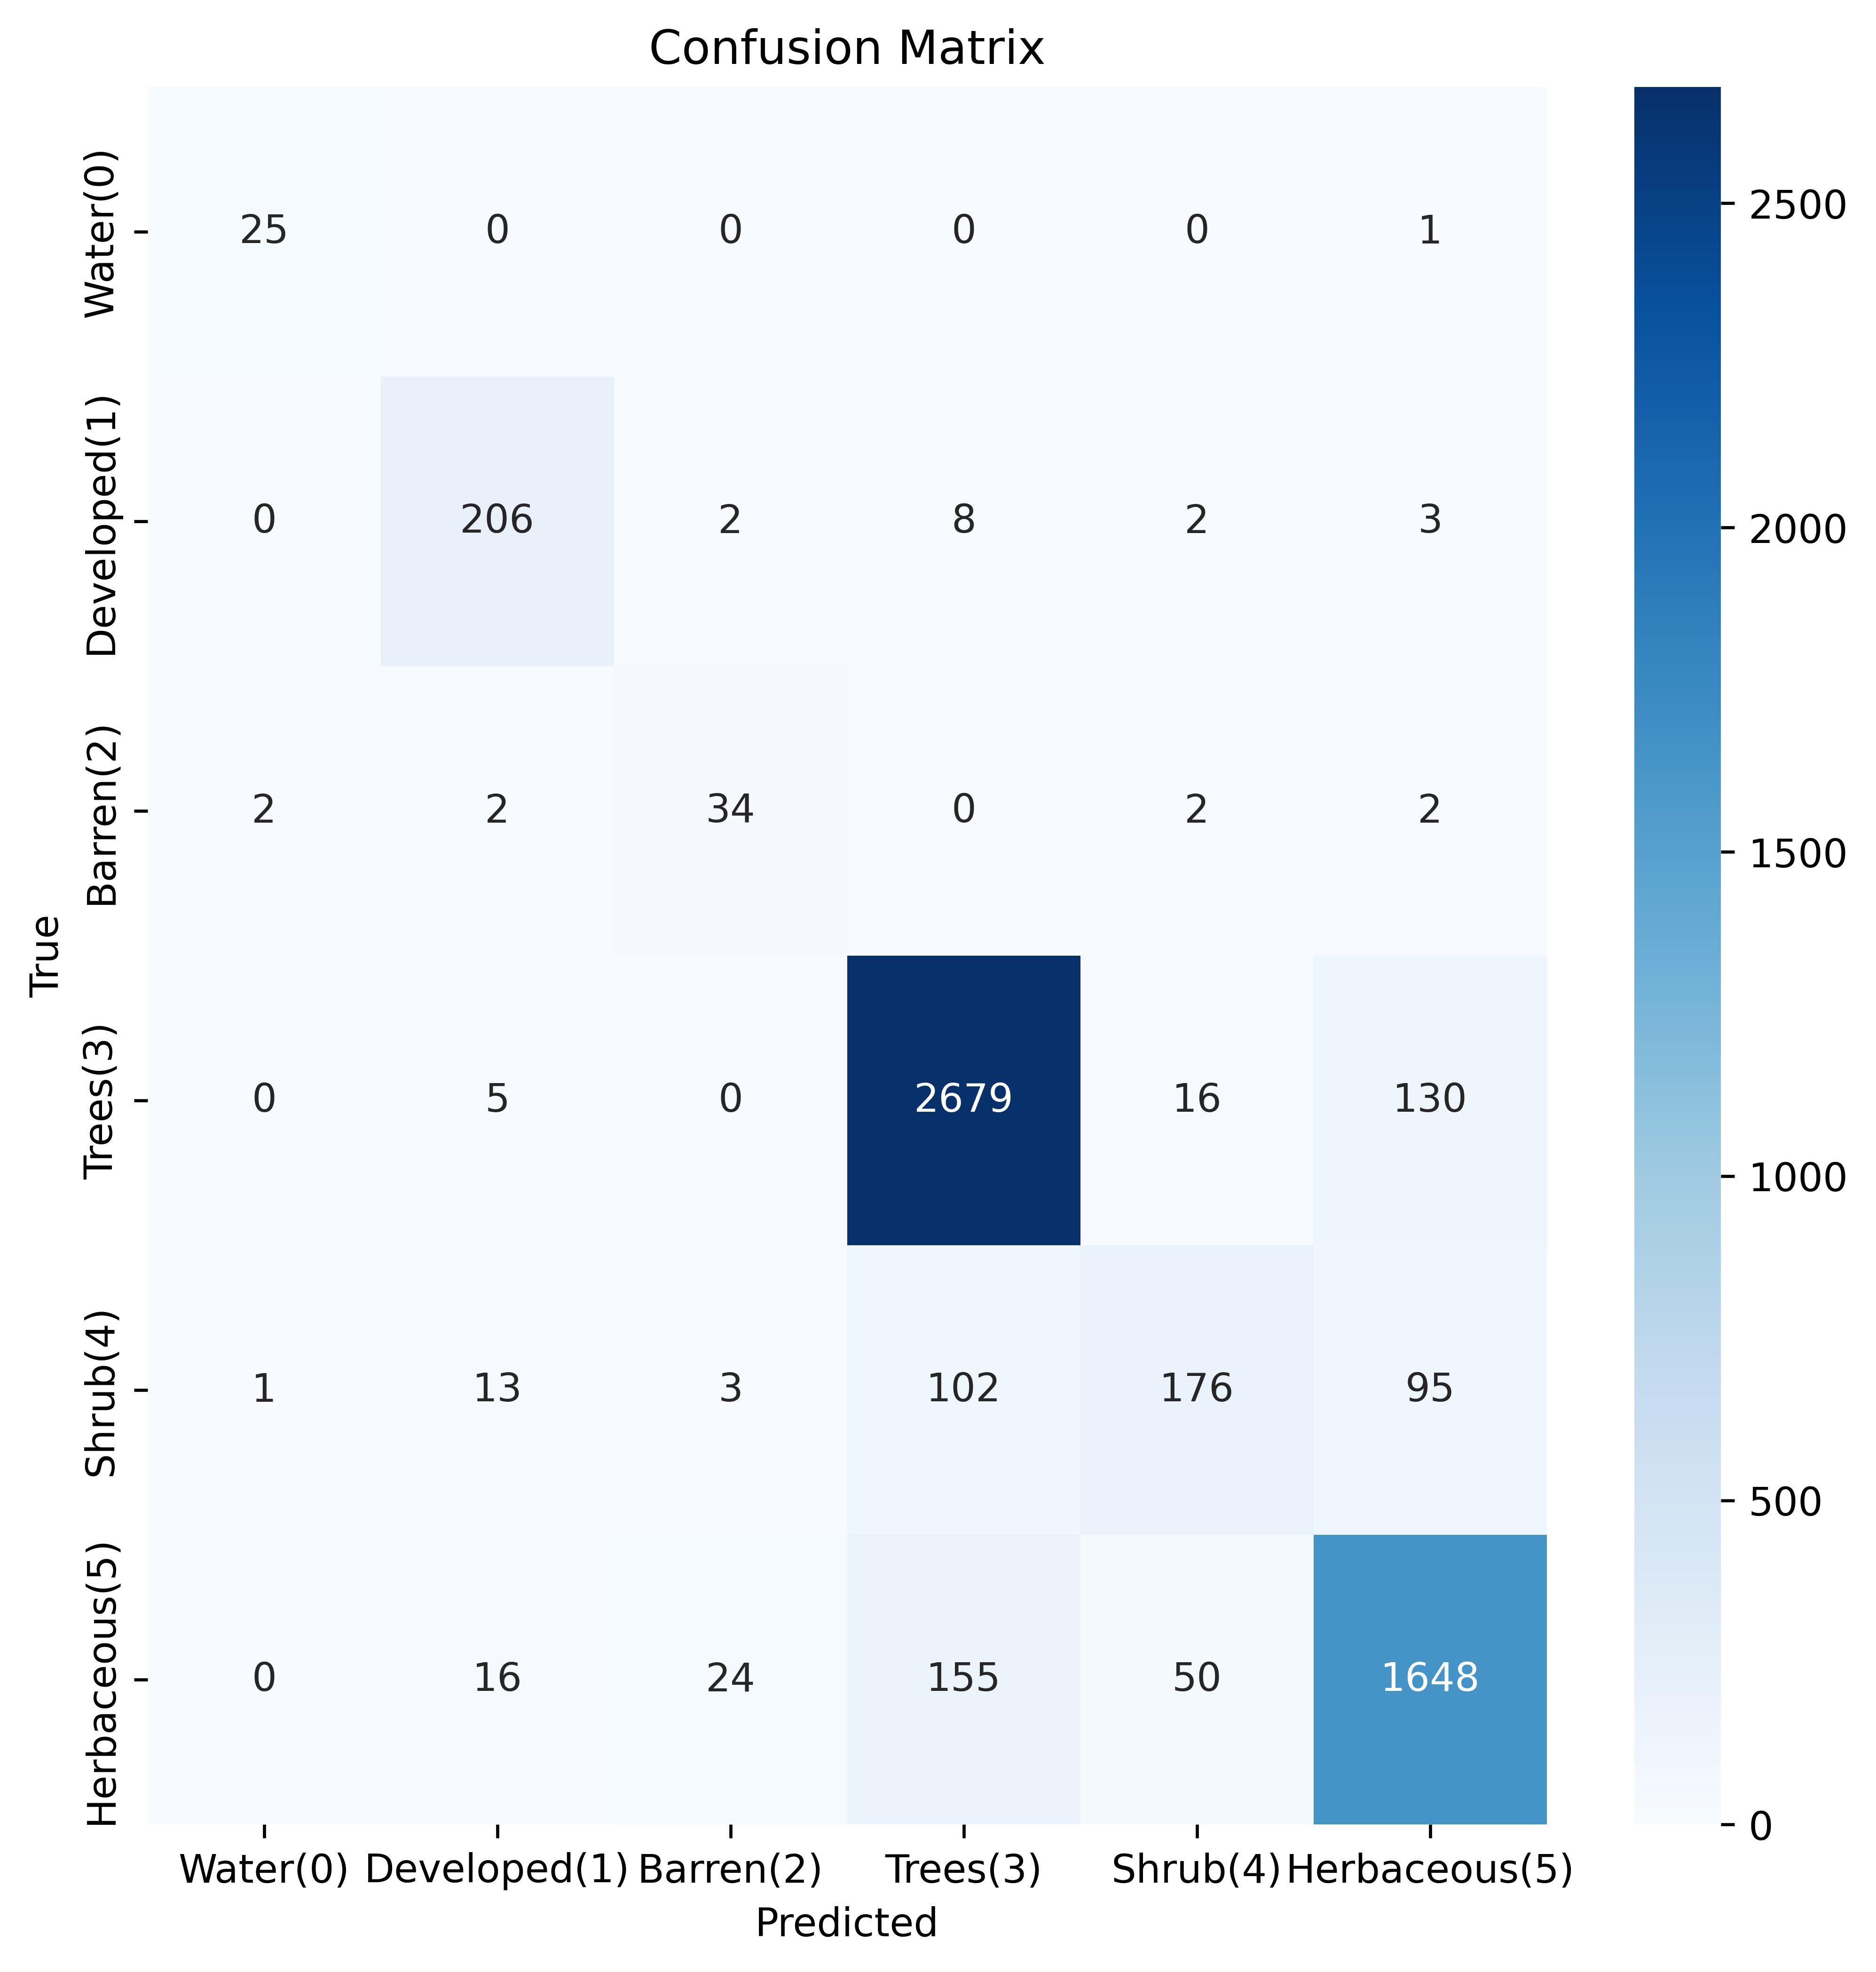 Confusion Matrix
True
Water(0) 25 0 0 0 0 1
Developed(1) 0 206 2 8 2 3
Barren(2) 2 2 34 0 2 2
Trees(3) 0 5 0 2679 16 130
Shrub(4) 1 13 3 102 176 95
Herbaceous(5) 0 16 24 155 50 1648
Water(0) Developed(1) Barren(2) Trees(3) Shrub(4) Herbaceous(5)
Predicted
2500
2000
1500
1000
500
0